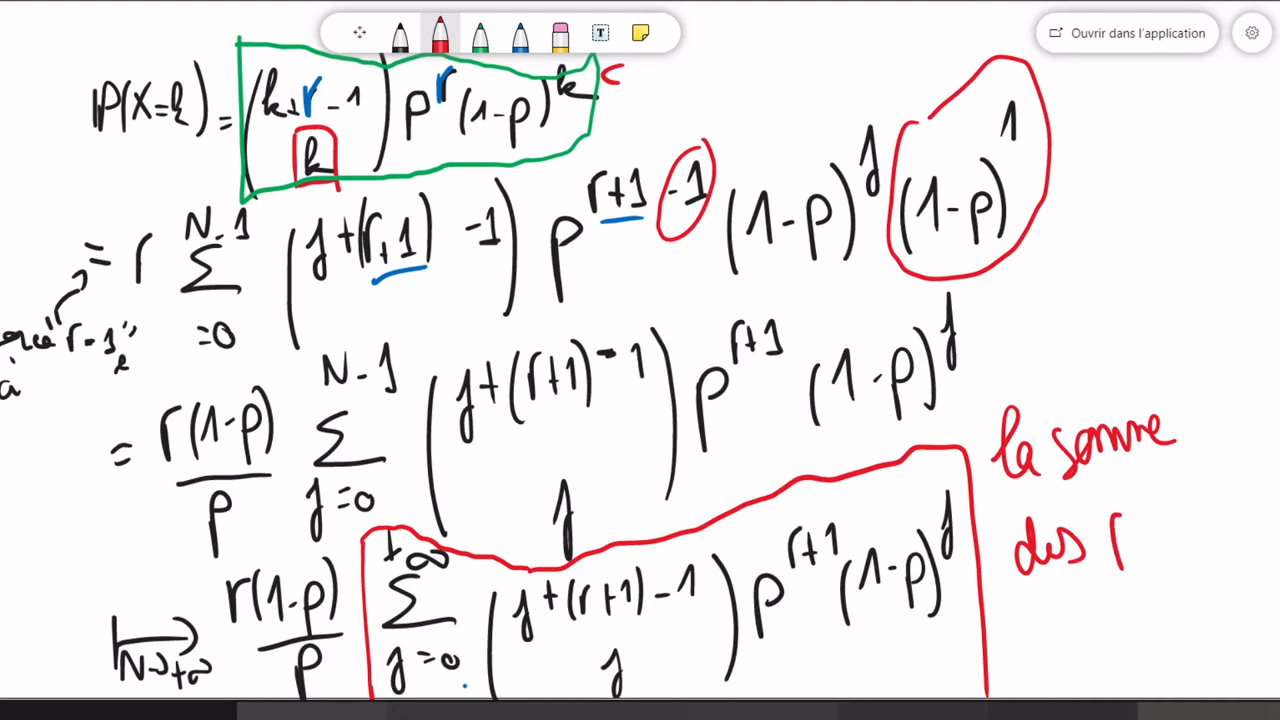 Ouvrir dans l'application
P(X=k) = (k+r-1 k) p^r (1-p)^k
= r Σ_{=0}^{N-1} (j+(r+1)-1) p^{r+1-1} (1-p)^j (1-p)^1
"r-1"
à
= r(1-p)/p Σ_{j=0}^{N-1} (j+(r+1)-1 j) p^{r+1} (1-p)^j
la somme
des
⟼_{N→+∞} r(1-p)/p Σ_{j=0}^{+∞} (j+(r+1)-1 j) p^{r+1} (1-p)^j